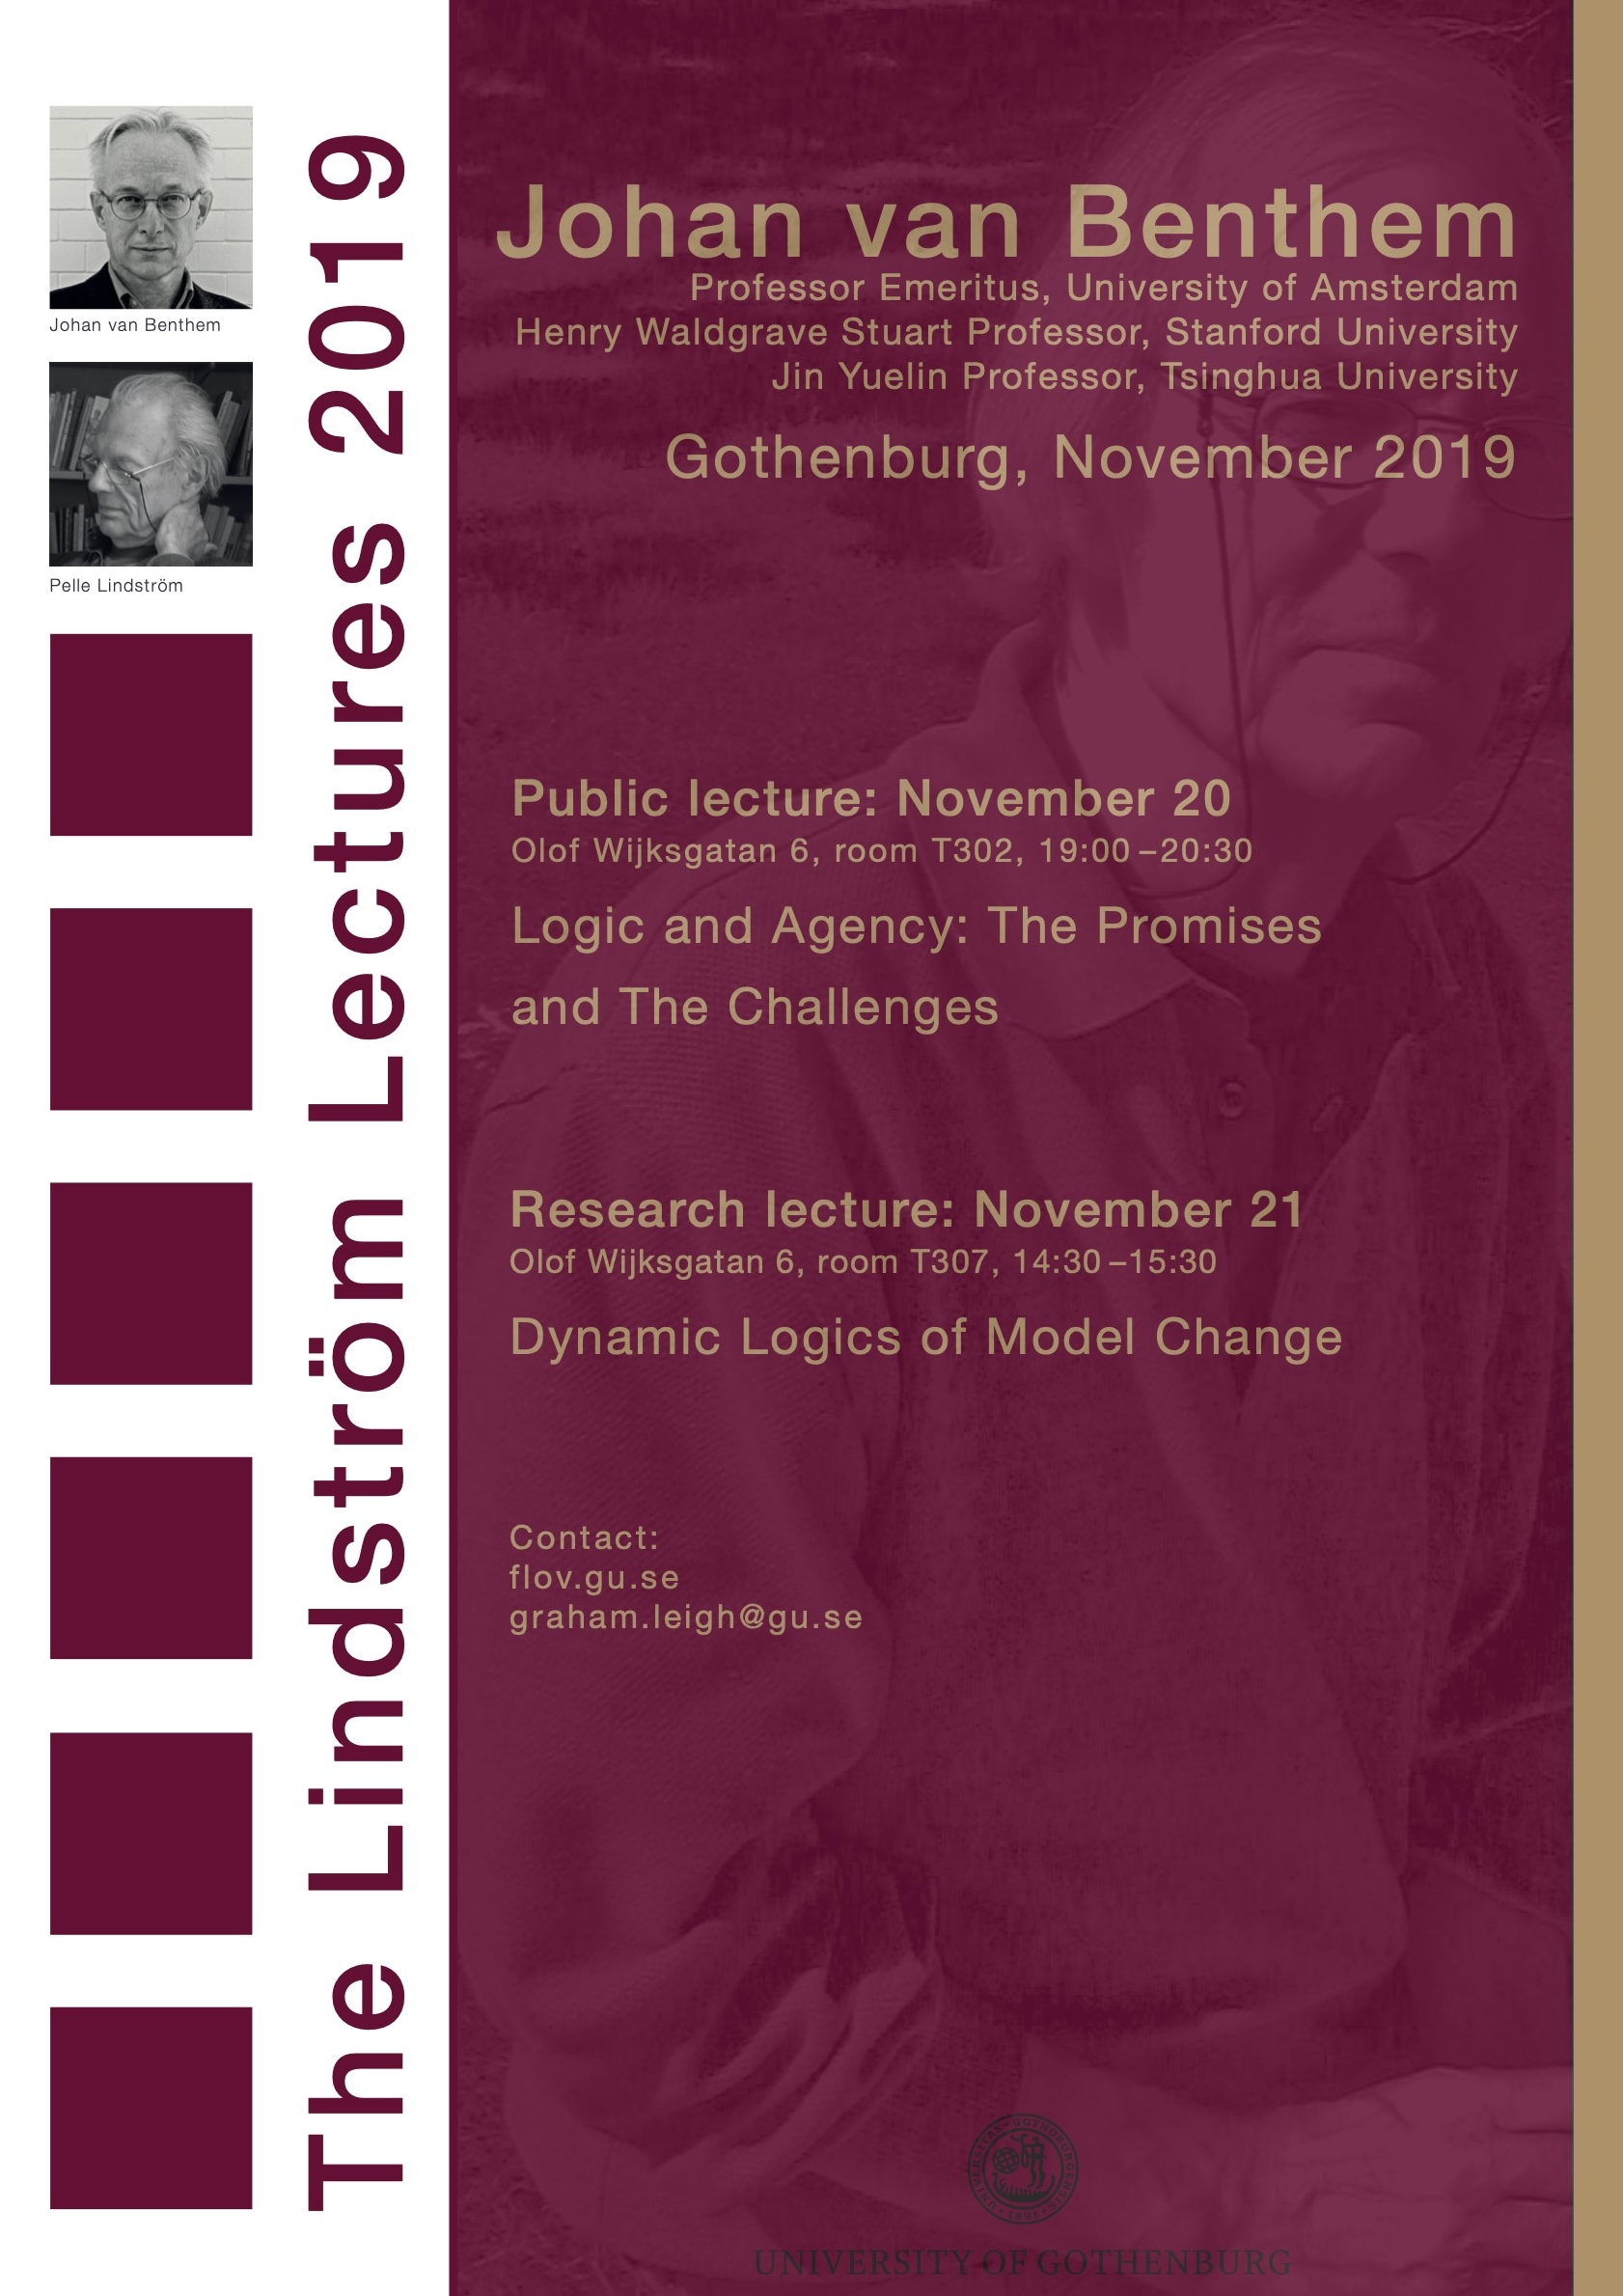 Johan van Benthem
Pelle Lindström
The Lindström Lectures 2019
Johan van Benthem
Professor Emeritus, University of Amsterdam
Henry Waldgrave Stuart Professor, Stanford University
Jin Yuelin Professor, Tsinghua University
Gothenburg, November 2019
Public lecture: November 20
Olof Wijksgatan 6, room T302, 19:00–20:30
Logic and Agency: The Promises
and The Challenges
Research lecture: November 21
Olof Wijksgatan 6, room T307, 14:30–15:30
Dynamic Logics of Model Change
Contact:
flov.gu.se
graham.leigh@gu.se
UNIVERSITAS GOTHOBURGENSIS
1891
UNIVERSITY OF GOTHENBURG